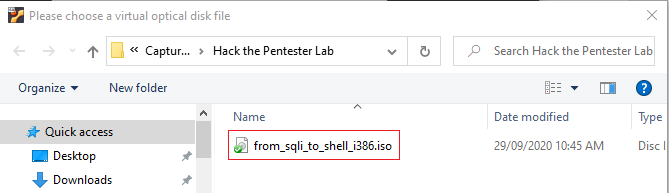 Please choose a virtual optical disk file
« Captur... > Hack the Pentester Lab
Search Hack the Pentester Lab
Organize New folder
Name Date modified Type
Quick access
from_sqli_to_shell_i386.iso 29/09/2020 10:45 AM Disc I
Desktop
Downloads